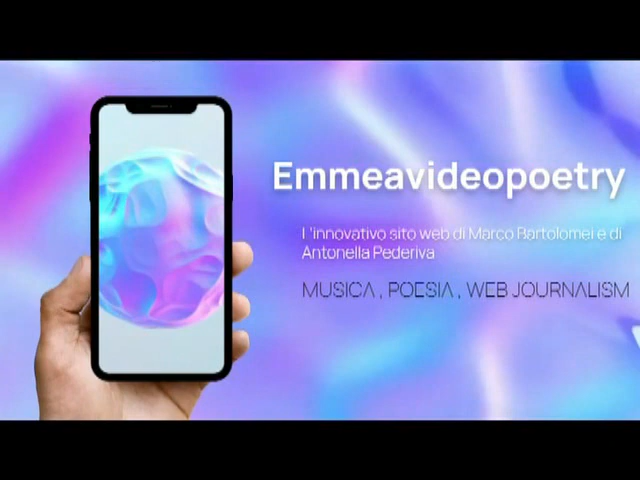 Emmeavideopoetry
L'innovativo sito web di Marco Bartolomei e di
Antonella Pederiva
MUSICA , POESIA , WEB JOURNALISM